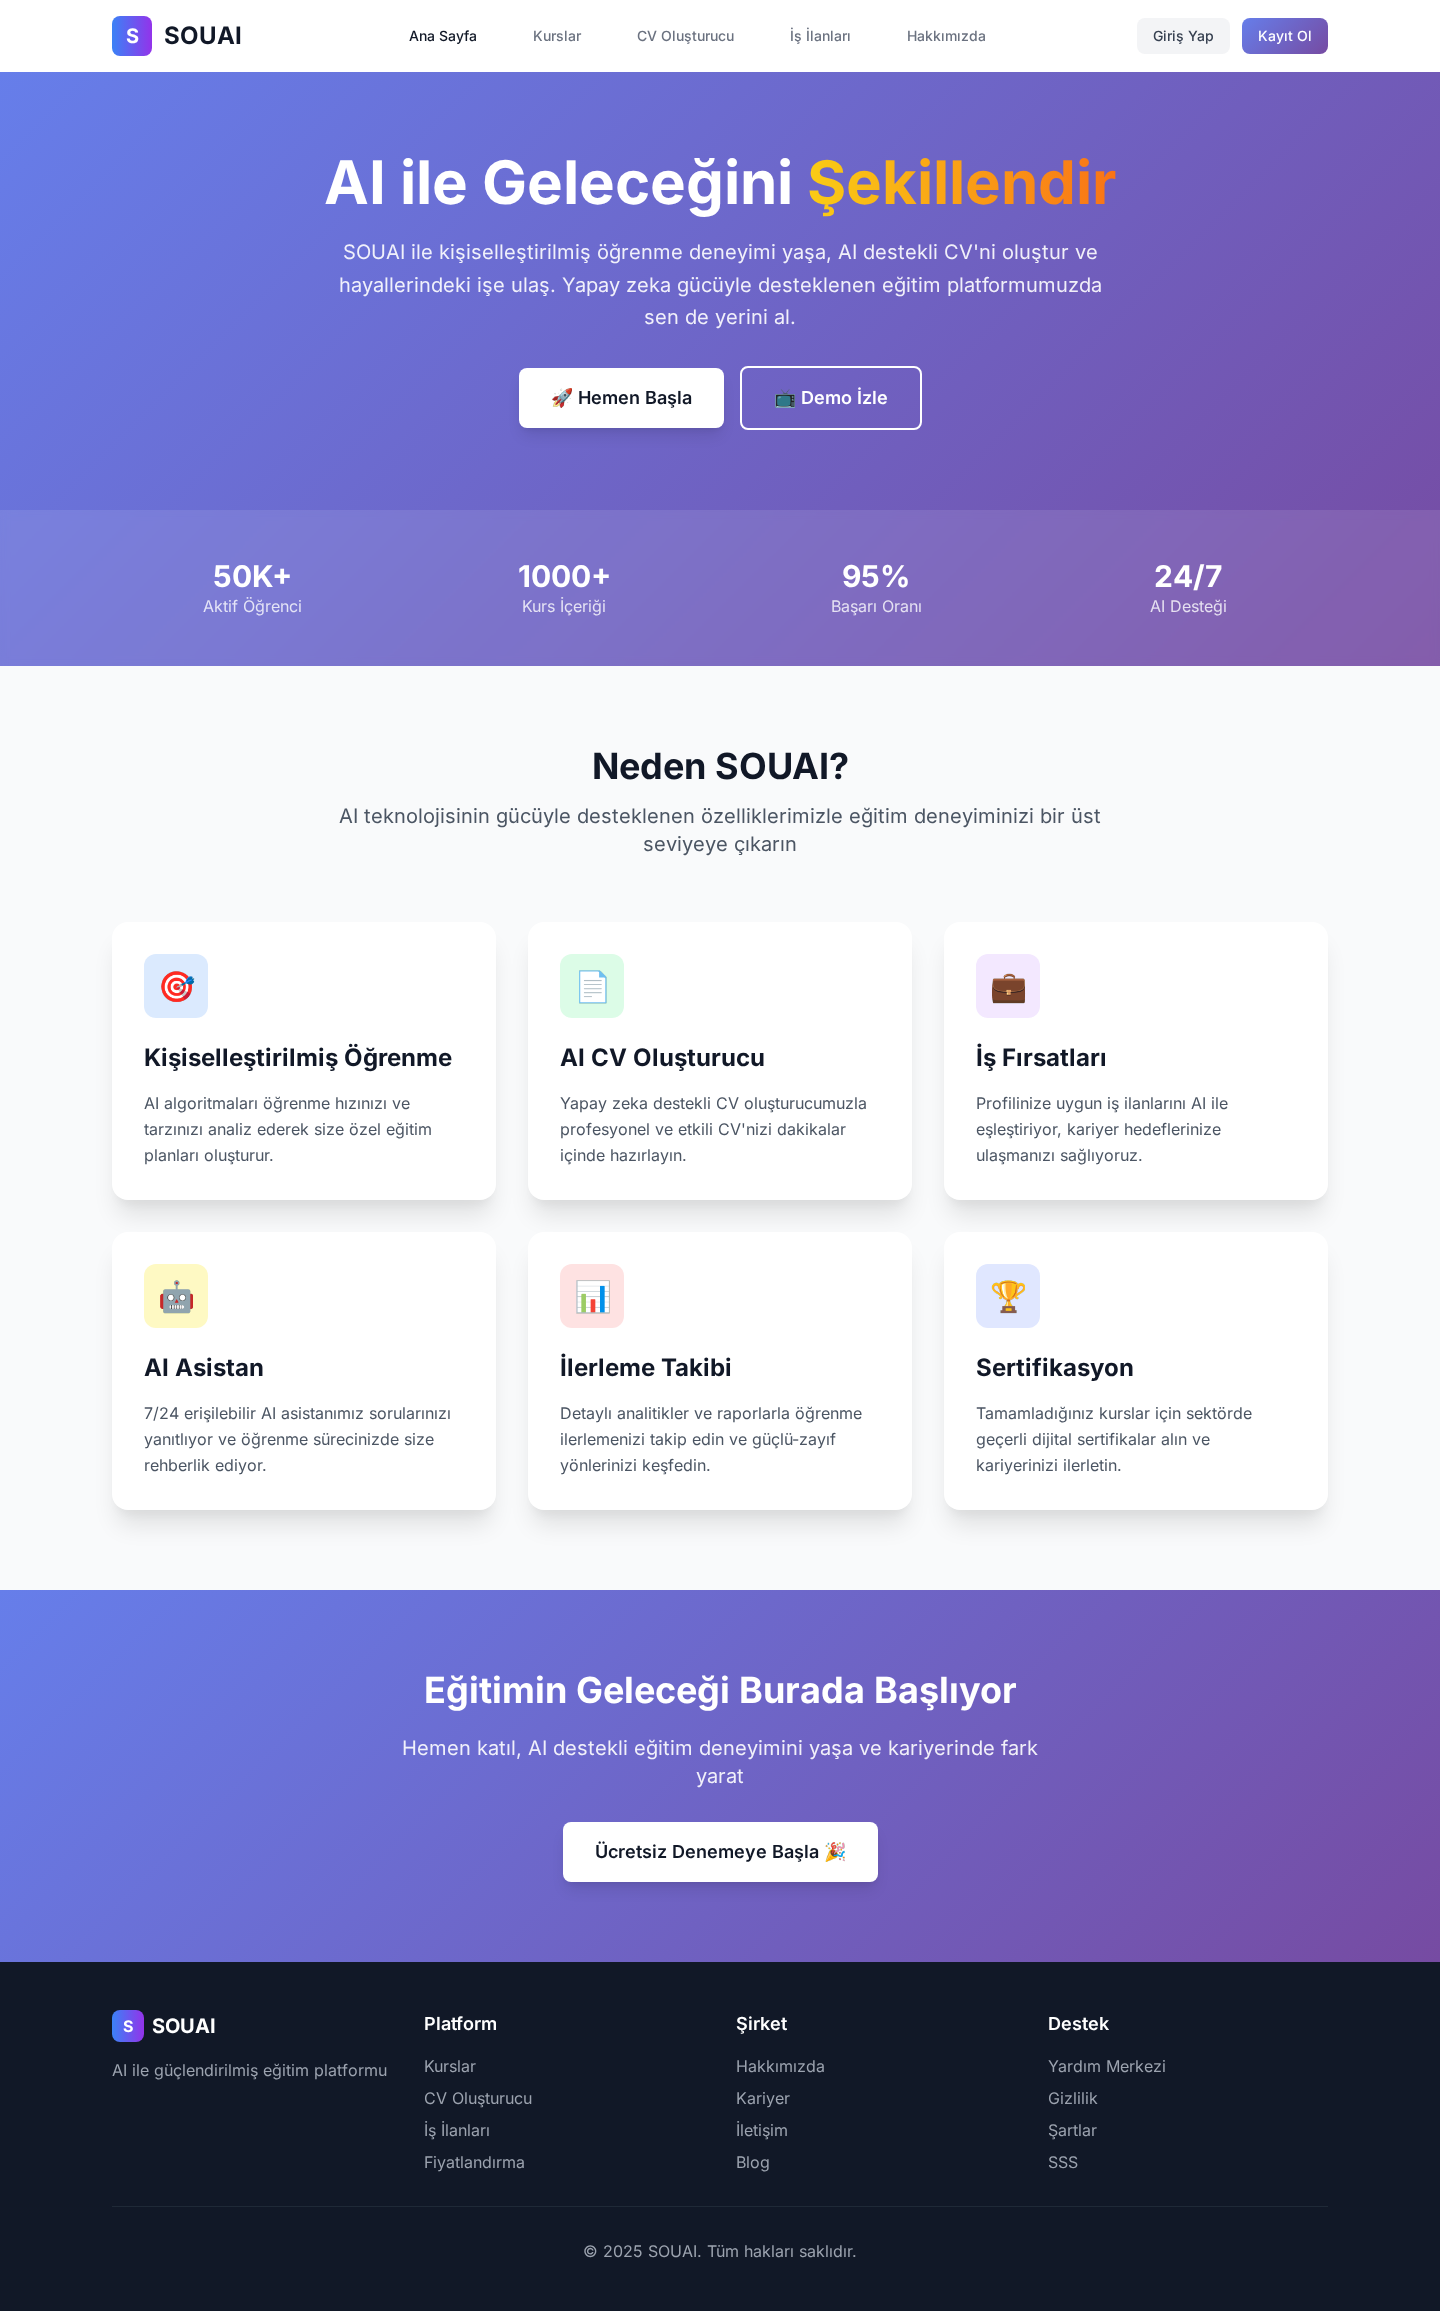 S SOUAI
Ana Sayfa
Kurslar
CV Oluşturucu
İş İlanları
Hakkımızda
Giriş Yap
Kayıt Ol
AI ile Geleceğini Şekillendir
SOUAI ile kişiselleştirilmiş öğrenme deneyimi yaşa, AI destekli CV'ni oluştur ve
hayallerindeki işe ulaş. Yapay zeka gücüyle desteklenen eğitim platformumuzda
sen de yerini al.
🚀 Hemen Başla
📺 Demo İzle
50K+
Aktif Öğrenci
1000+
Kurs İçeriği
95%
Başarı Oranı
24/7
AI Desteği
Neden SOUAI?
AI teknolojisinin gücüyle desteklenen özelliklerimizle eğitim deneyiminizi bir üst
seviyeye çıkarın
Kişiselleştirilmiş Öğrenme
AI algoritmaları öğrenme hızınızı ve
tarzınızı analiz ederek size özel eğitim
planları oluşturur.
AI CV Oluşturucu
Yapay zeka destekli CV oluşturucumuzla
profesyonel ve etkili CV'nizi dakikalar
içinde hazırlayın.
İş Fırsatları
Profilinize uygun iş ilanlarını AI ile
eşleştiriyor, kariyer hedeflerinize
ulaşmanızı sağlıyoruz.
AI Asistan
7/24 erişilebilir AI asistanımız sorularınızı
yanıtlıyor ve öğrenme sürecinizde size
rehberlik ediyor.
İlerleme Takibi
Detaylı analitikler ve raporlarla öğrenme
ilerlemenizi takip edin ve güçlü-zayıf
yönlerinizi keşfedin.
Sertifikasyon
Tamamladığınız kurslar için sektörde
geçerli dijital sertifikalar alın ve
kariyerinizi ilerletin.
Eğitimin Geleceği Burada Başlıyor
Hemen katıl, AI destekli eğitim deneyimini yaşa ve kariyerinde fark
yarat
Ücretsiz Denemeye Başla 🎉
S SOUAI
AI ile güçlendirilmiş eğitim platformu
Platform
Kurslar
CV Oluşturucu
İş İlanları
Fiyatlandırma
Şirket
Hakkımızda
Kariyer
İletişim
Blog
Destek
Yardım Merkezi
Gizlilik
Şartlar
SSS
© 2025 SOUAI. Tüm hakları saklıdır.